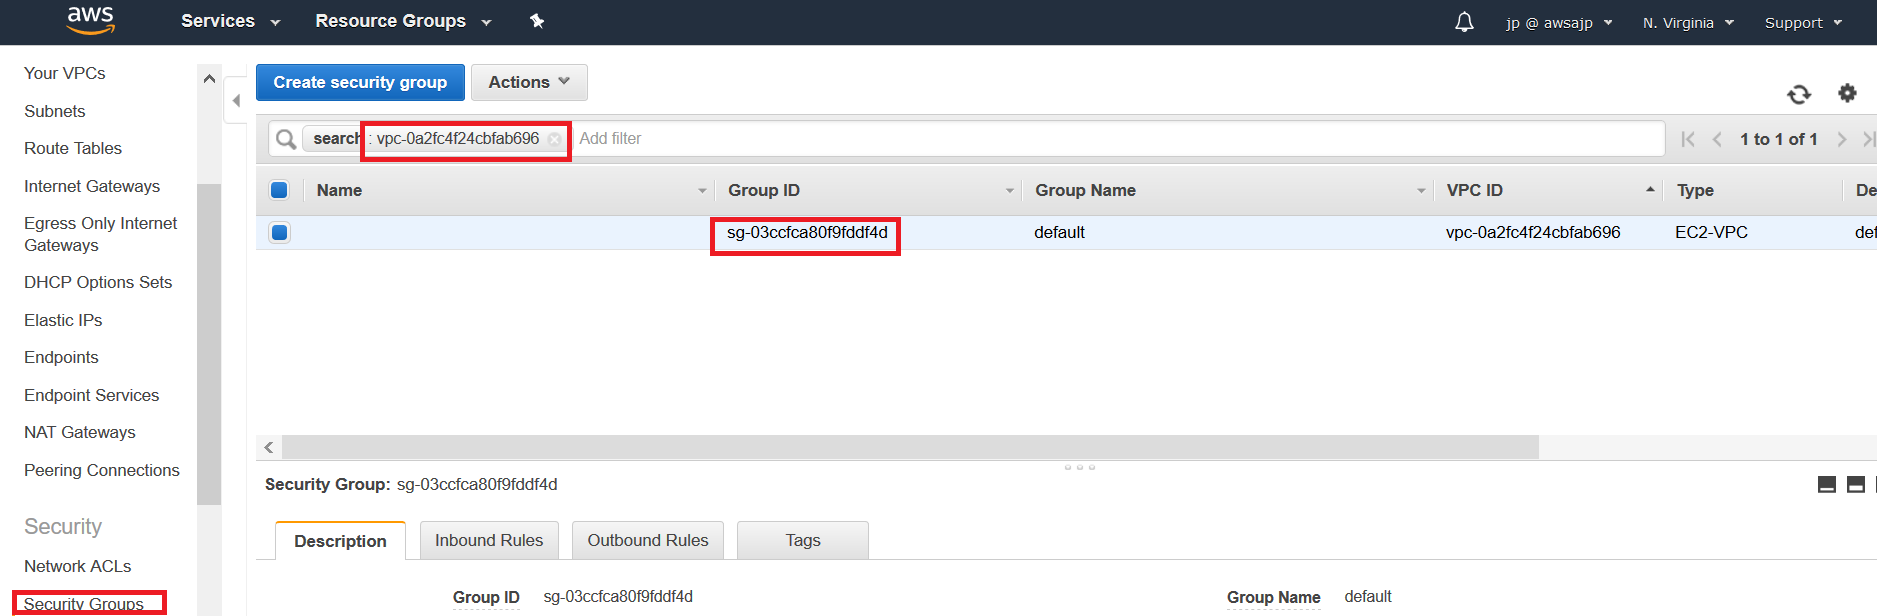 aws Services Resource Groups jp @ awsajp N. Virginia Support
Your VPCs
Subnets
Route Tables
Internet Gateways
Egress Only Internet
Gateways
DHCP Options Sets
Elastic IPs
Endpoints
Endpoint Services
NAT Gateways
Peering Connections
Security
Network ACLs
Security Groups
Create security group Actions
search : vpc-0a2fc4f24cbfab696 Add filter 1 to 1 of 1
Name Group ID Group Name VPC ID Type De
sg-03ccfca80f9fddf4d default vpc-0a2fc4f24cbfab696 EC2-VPC def
Security Group: sg-03ccfca80f9fddf4d
Description Inbound Rules Outbound Rules Tags
Group ID sg-03ccfca80f9fddf4d Group Name default